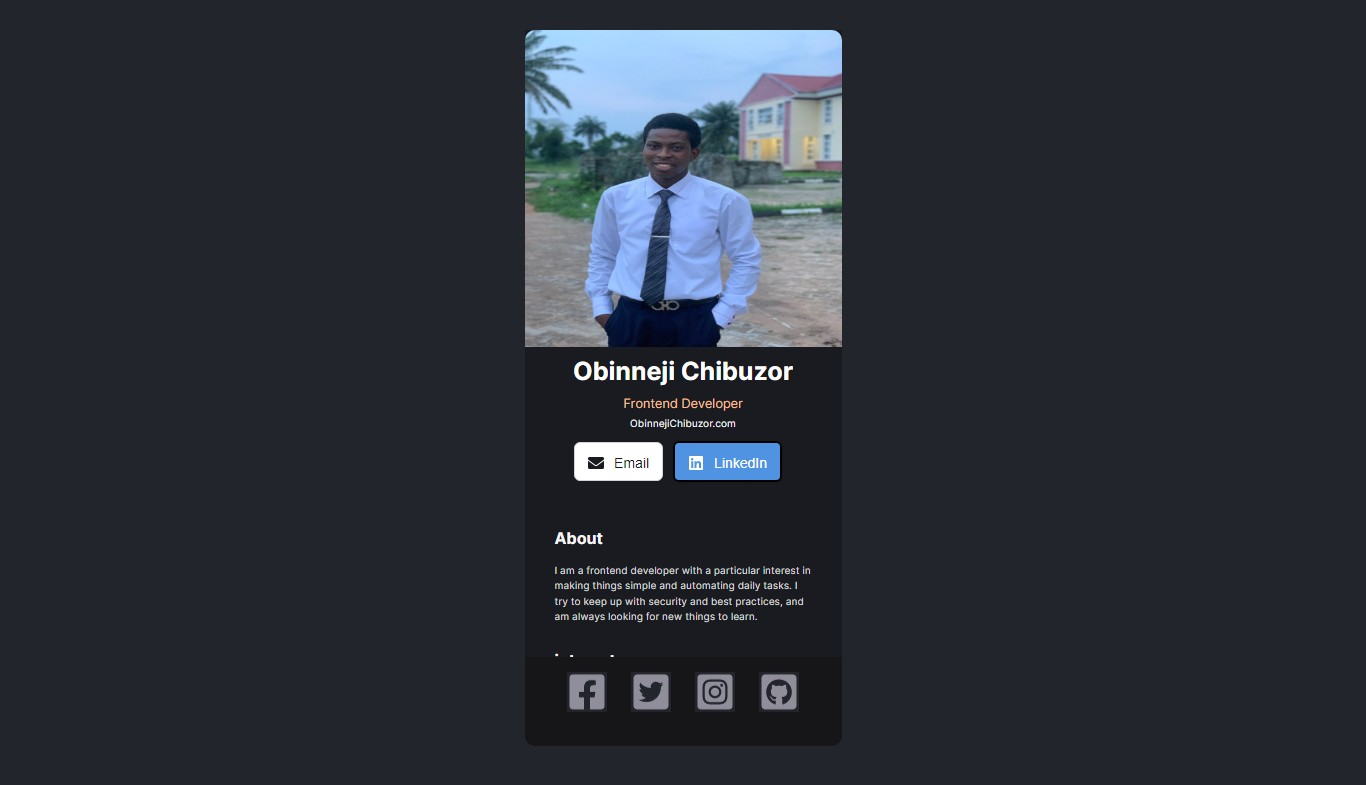 Obinneji Chibuzor
Frontend Developer
ObinnejiChibuzor.com
Email
LinkedIn
About
I am a frontend developer with a particular interest in
making things simple and automating daily tasks. I
try to keep up with security and best practices, and
am always looking for new things to learn.